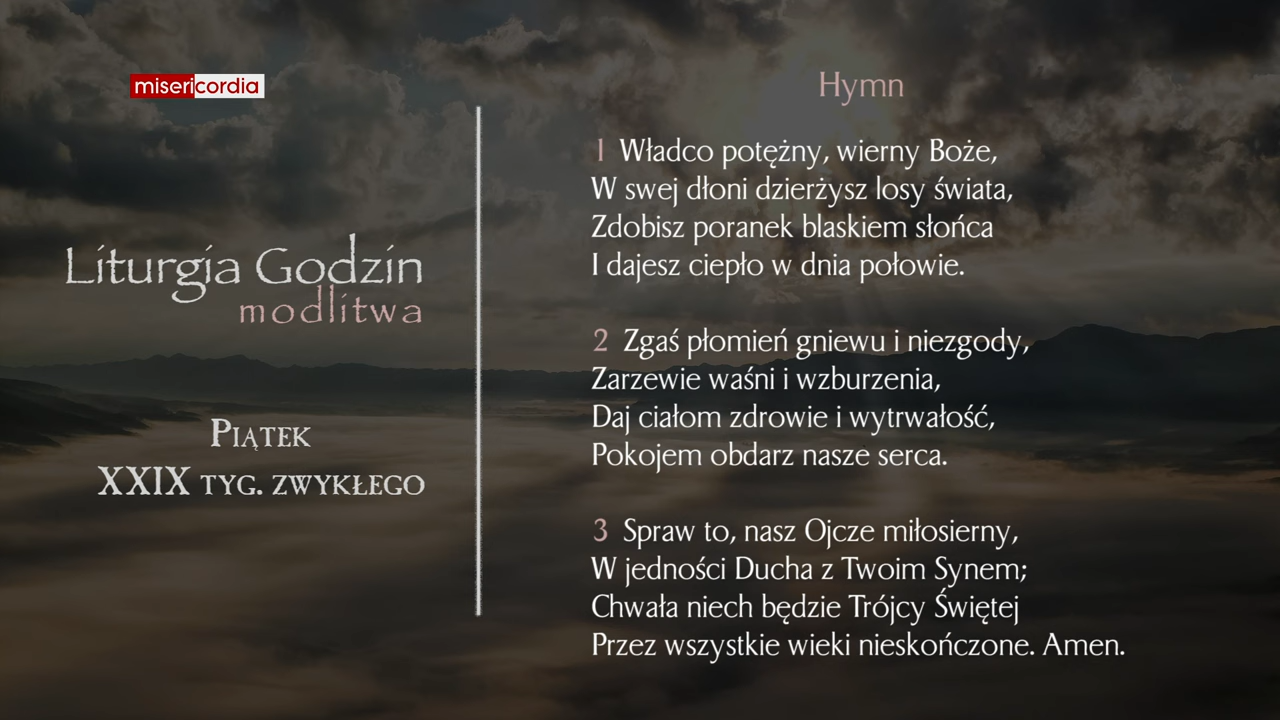 misericordia
Liturgia Godzin
modlitwa
Piątek
XXIX tyg. zwykłego
Hymn
1 Władco potężny, wierny Boże,
W swej dłoni dzierżysz losy świata,
Zdobisz poranek blaskiem słońca
I dajesz ciepło w dnia połowie.
2 Zgaś płomień gniewu i niezgody,
Zarzewie waśni i wzburzenia,
Daj ciałom zdrowie i wytrwałość,
Pokojem obdarz nasze serca.
3 Spraw to, nasz Ojcze miłosierny,
W jedności Ducha z Twoim Synem;
Chwała niech będzie Trójcy Świętej
Przez wszystkie wieki nieskończone. Amen.